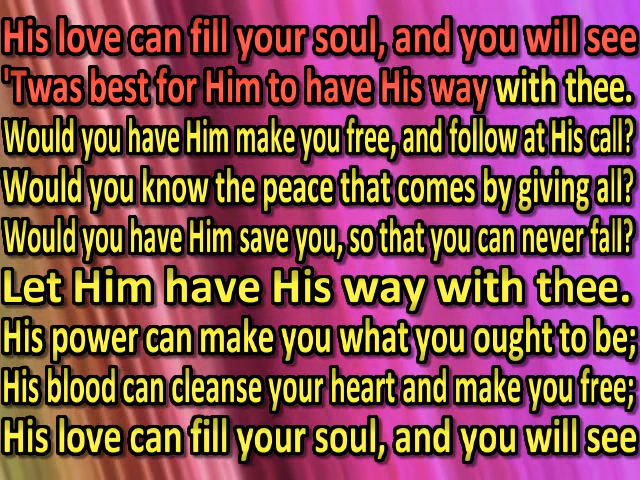 His love can fill your soul, and you will see
'Twas best for Him to have His way with thee.
Would you have Him make you free, and follow at His call?
Would you know the peace that comes by giving all?
Would you have Him save you, so that you can never fall?
Let Him have His way with thee.
His power can make you what you ought to be;
His blood can cleanse your heart and make you free;
His love can fill your soul, and you will see